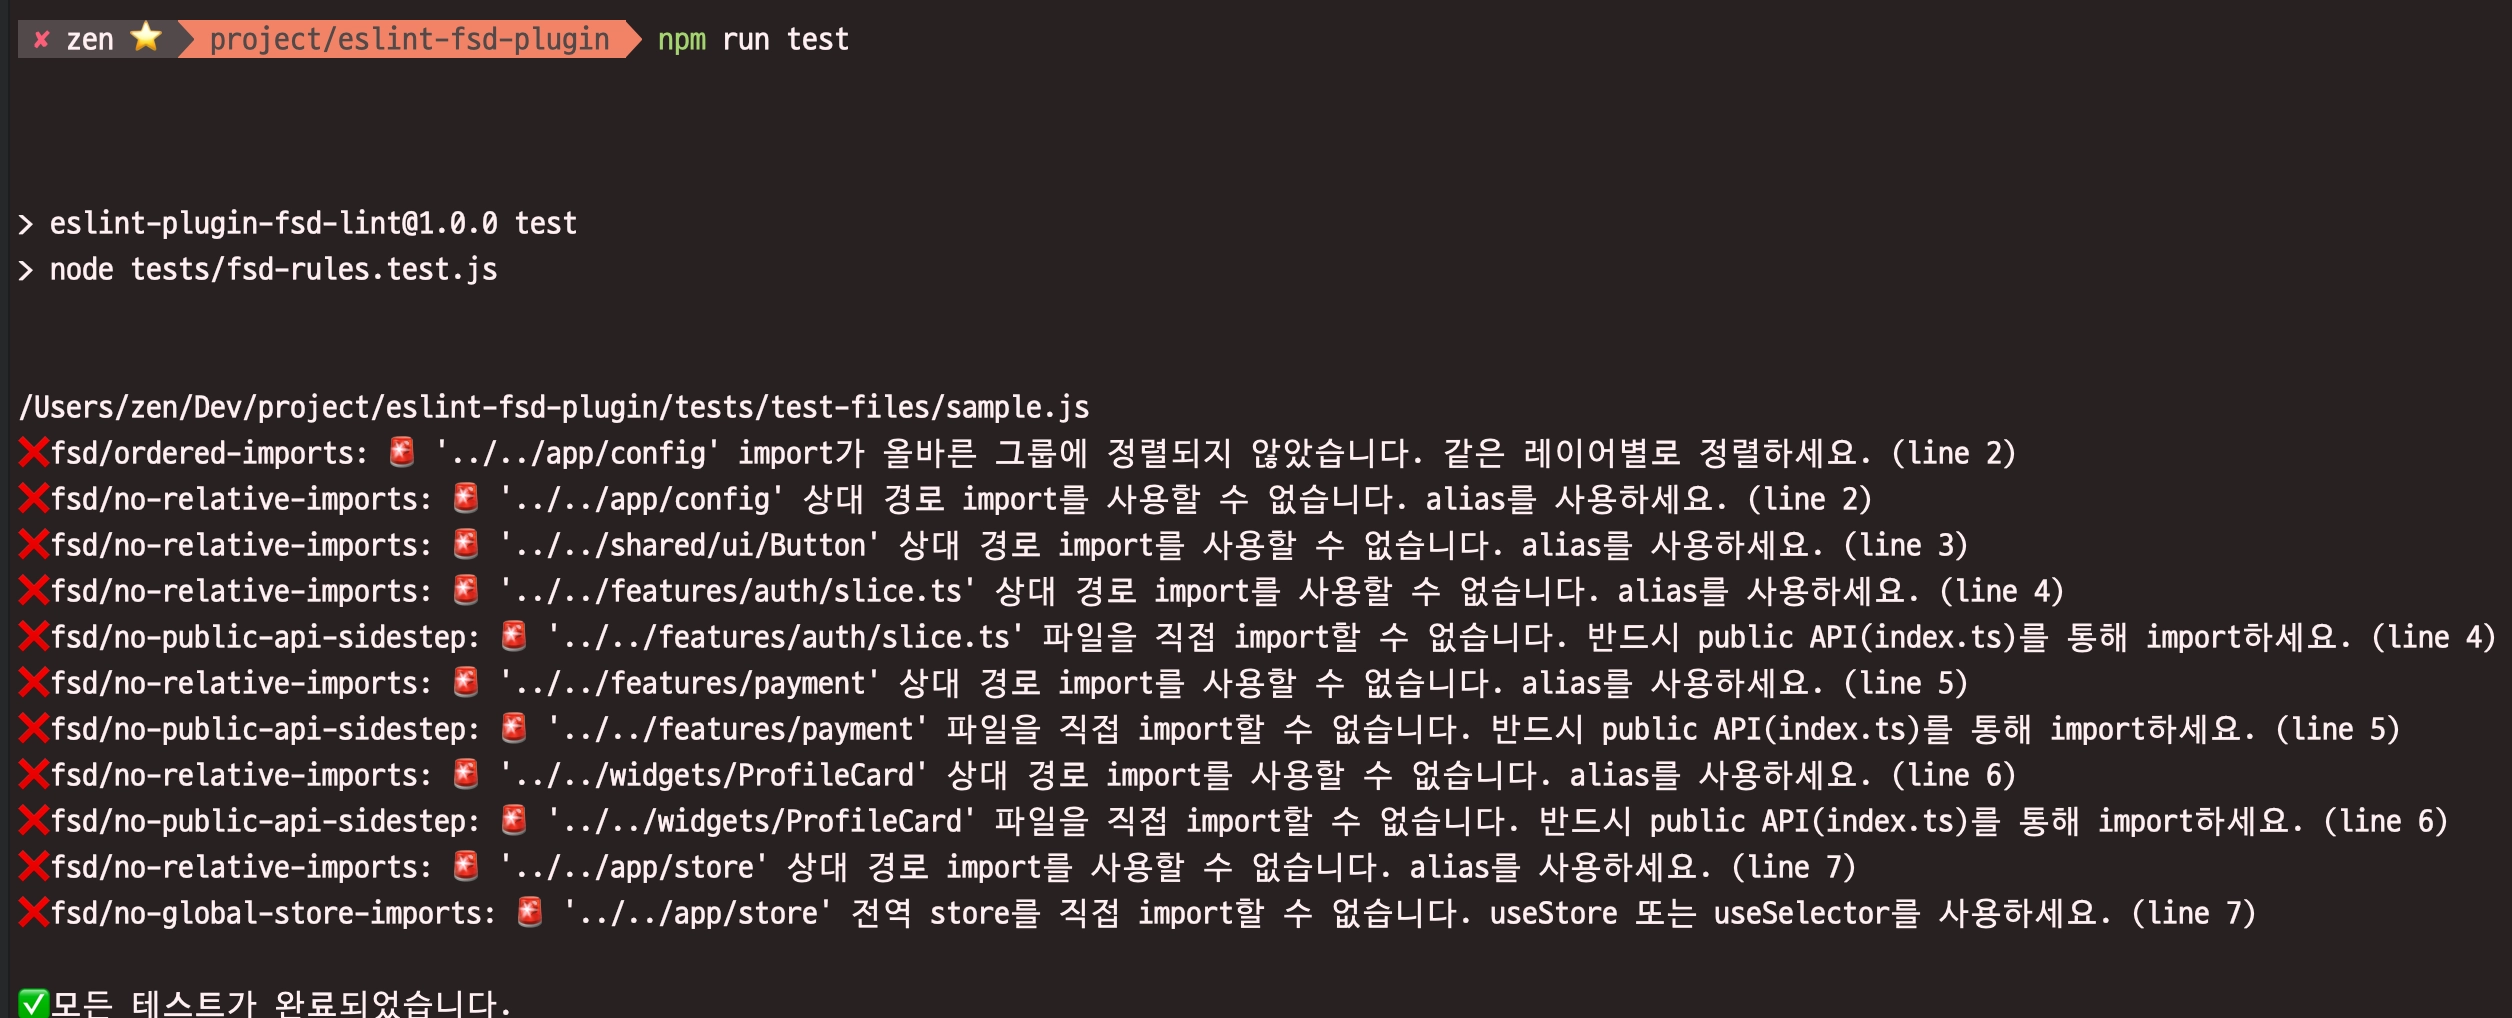 ✘ zen ⭐ project/eslint-fsd-plugin npm run test
> eslint-plugin-fsd-lint@1.0.0 test
> node tests/fsd-rules.test.js
/Users/zen/Dev/project/eslint-fsd-plugin/tests/test-files/sample.js
❌fsd/ordered-imports: 🚨 '../../app/config' import가 올바른 그룹에 정렬되지 않았습니다. 같은 레이어별로 정렬하세요. (line 2)
❌fsd/no-relative-imports: 🚨 '../../app/config' 상대 경로 import를 사용할 수 없습니다. alias를 사용하세요. (line 2)
❌fsd/no-relative-imports: 🚨 '../../shared/ui/Button' 상대 경로 import를 사용할 수 없습니다. alias를 사용하세요. (line 3)
❌fsd/no-relative-imports: 🚨 '../../features/auth/slice.ts' 상대 경로 import를 사용할 수 없습니다. alias를 사용하세요. (line 4)
❌fsd/no-public-api-sidestep: 🚨 '../../features/auth/slice.ts' 파일을 직접 import할 수 없습니다. 반드시 public API(index.ts)를 통해 import하세요. (line 4)
❌fsd/no-relative-imports: 🚨 '../../features/payment' 상대 경로 import를 사용할 수 없습니다. alias를 사용하세요. (line 5)
❌fsd/no-public-api-sidestep: 🚨 '../../features/payment' 파일을 직접 import할 수 없습니다. 반드시 public API(index.ts)를 통해 import하세요. (line 5)
❌fsd/no-relative-imports: 🚨 '../../widgets/ProfileCard' 상대 경로 import를 사용할 수 없습니다. alias를 사용하세요. (line 6)
❌fsd/no-public-api-sidestep: 🚨 '../../widgets/ProfileCard' 파일을 직접 import할 수 없습니다. 반드시 public API(index.ts)를 통해 import하세요. (line 6)
❌fsd/no-relative-imports: 🚨 '../../app/store' 상대 경로 import를 사용할 수 없습니다. alias를 사용하세요. (line 7)
❌fsd/no-global-store-imports: 🚨 '../../app/store' 전역 store를 직접 import할 수 없습니다. useStore 또는 useSelector를 사용하세요. (line 7)
✅모든 테스트가 완료되었습니다.